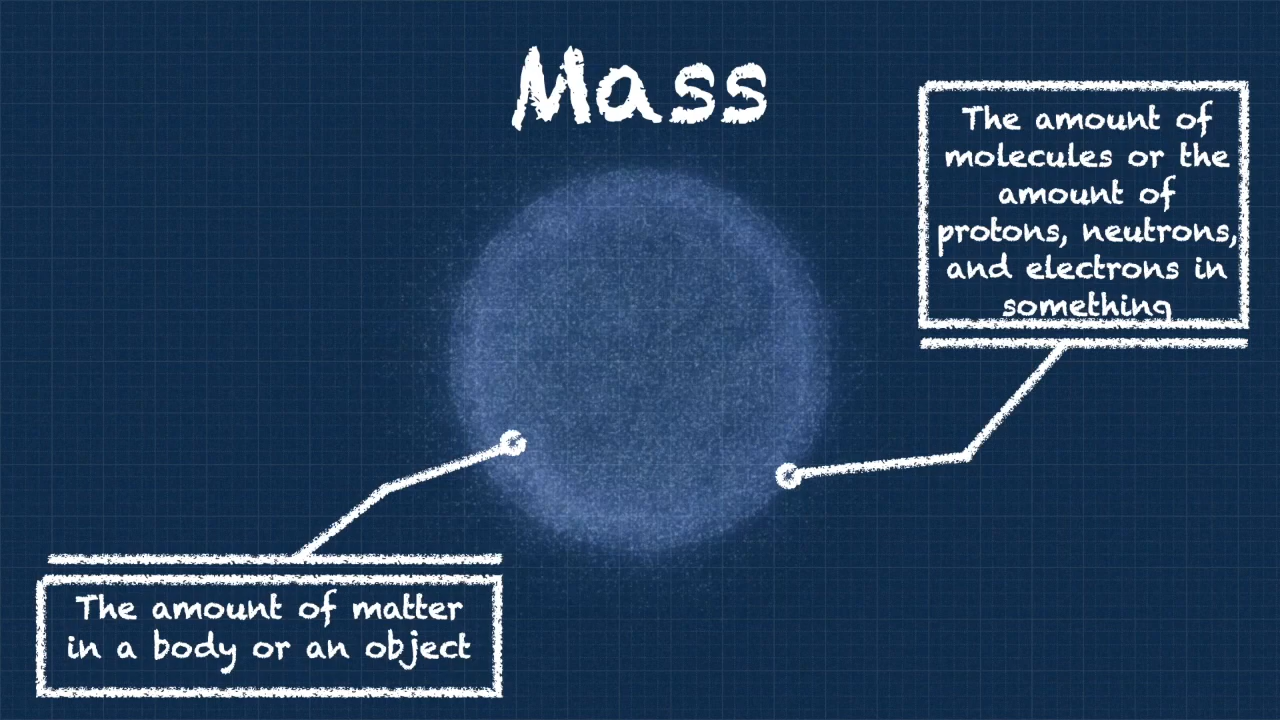 Mass
The amount of
molecules or the
amount of
protons, neutrons,
and electrons in
something
The amount of matter
in a body or an object